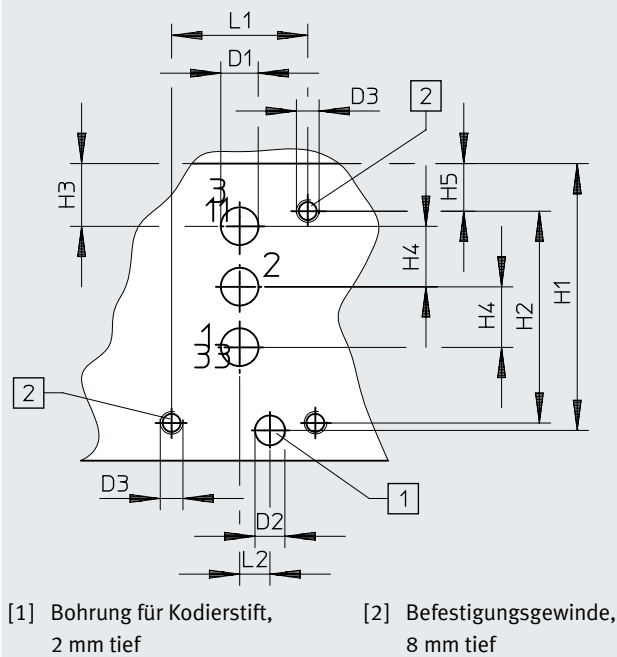 L1
D1
D3
2
H3
H5
3
11
H4
2
H4
H2
H1
1
33
2
D3
1
D2
L2
[1] Bohrung für Kodierstift,
2 mm tief
[2] Befestigungsgewinde,
8 mm tief